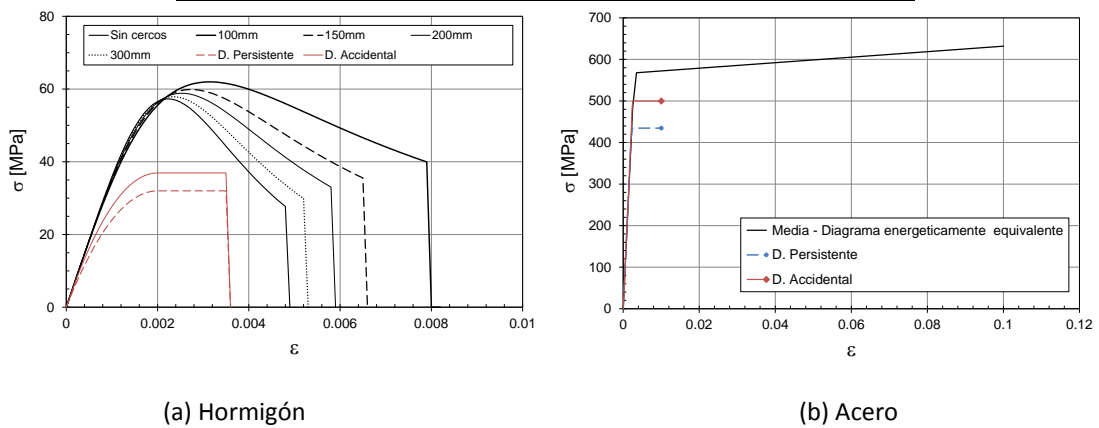 80
60
40
20
0
0
0.002
0.004
0.006
0.008
0.01
σ [MPa]
ε
Sin cercos
100mm
150mm
200mm
300mm
D. Persistente
D. Accidental
(a) Hormigón
700
600
500
400
300
200
100
0
0
0.02
0.04
0.06
0.08
0.1
0.12
σ [MPa]
ε
Media - Diagrama energeticamente equivalente
D. Persistente
D. Accidental
(b) Acero